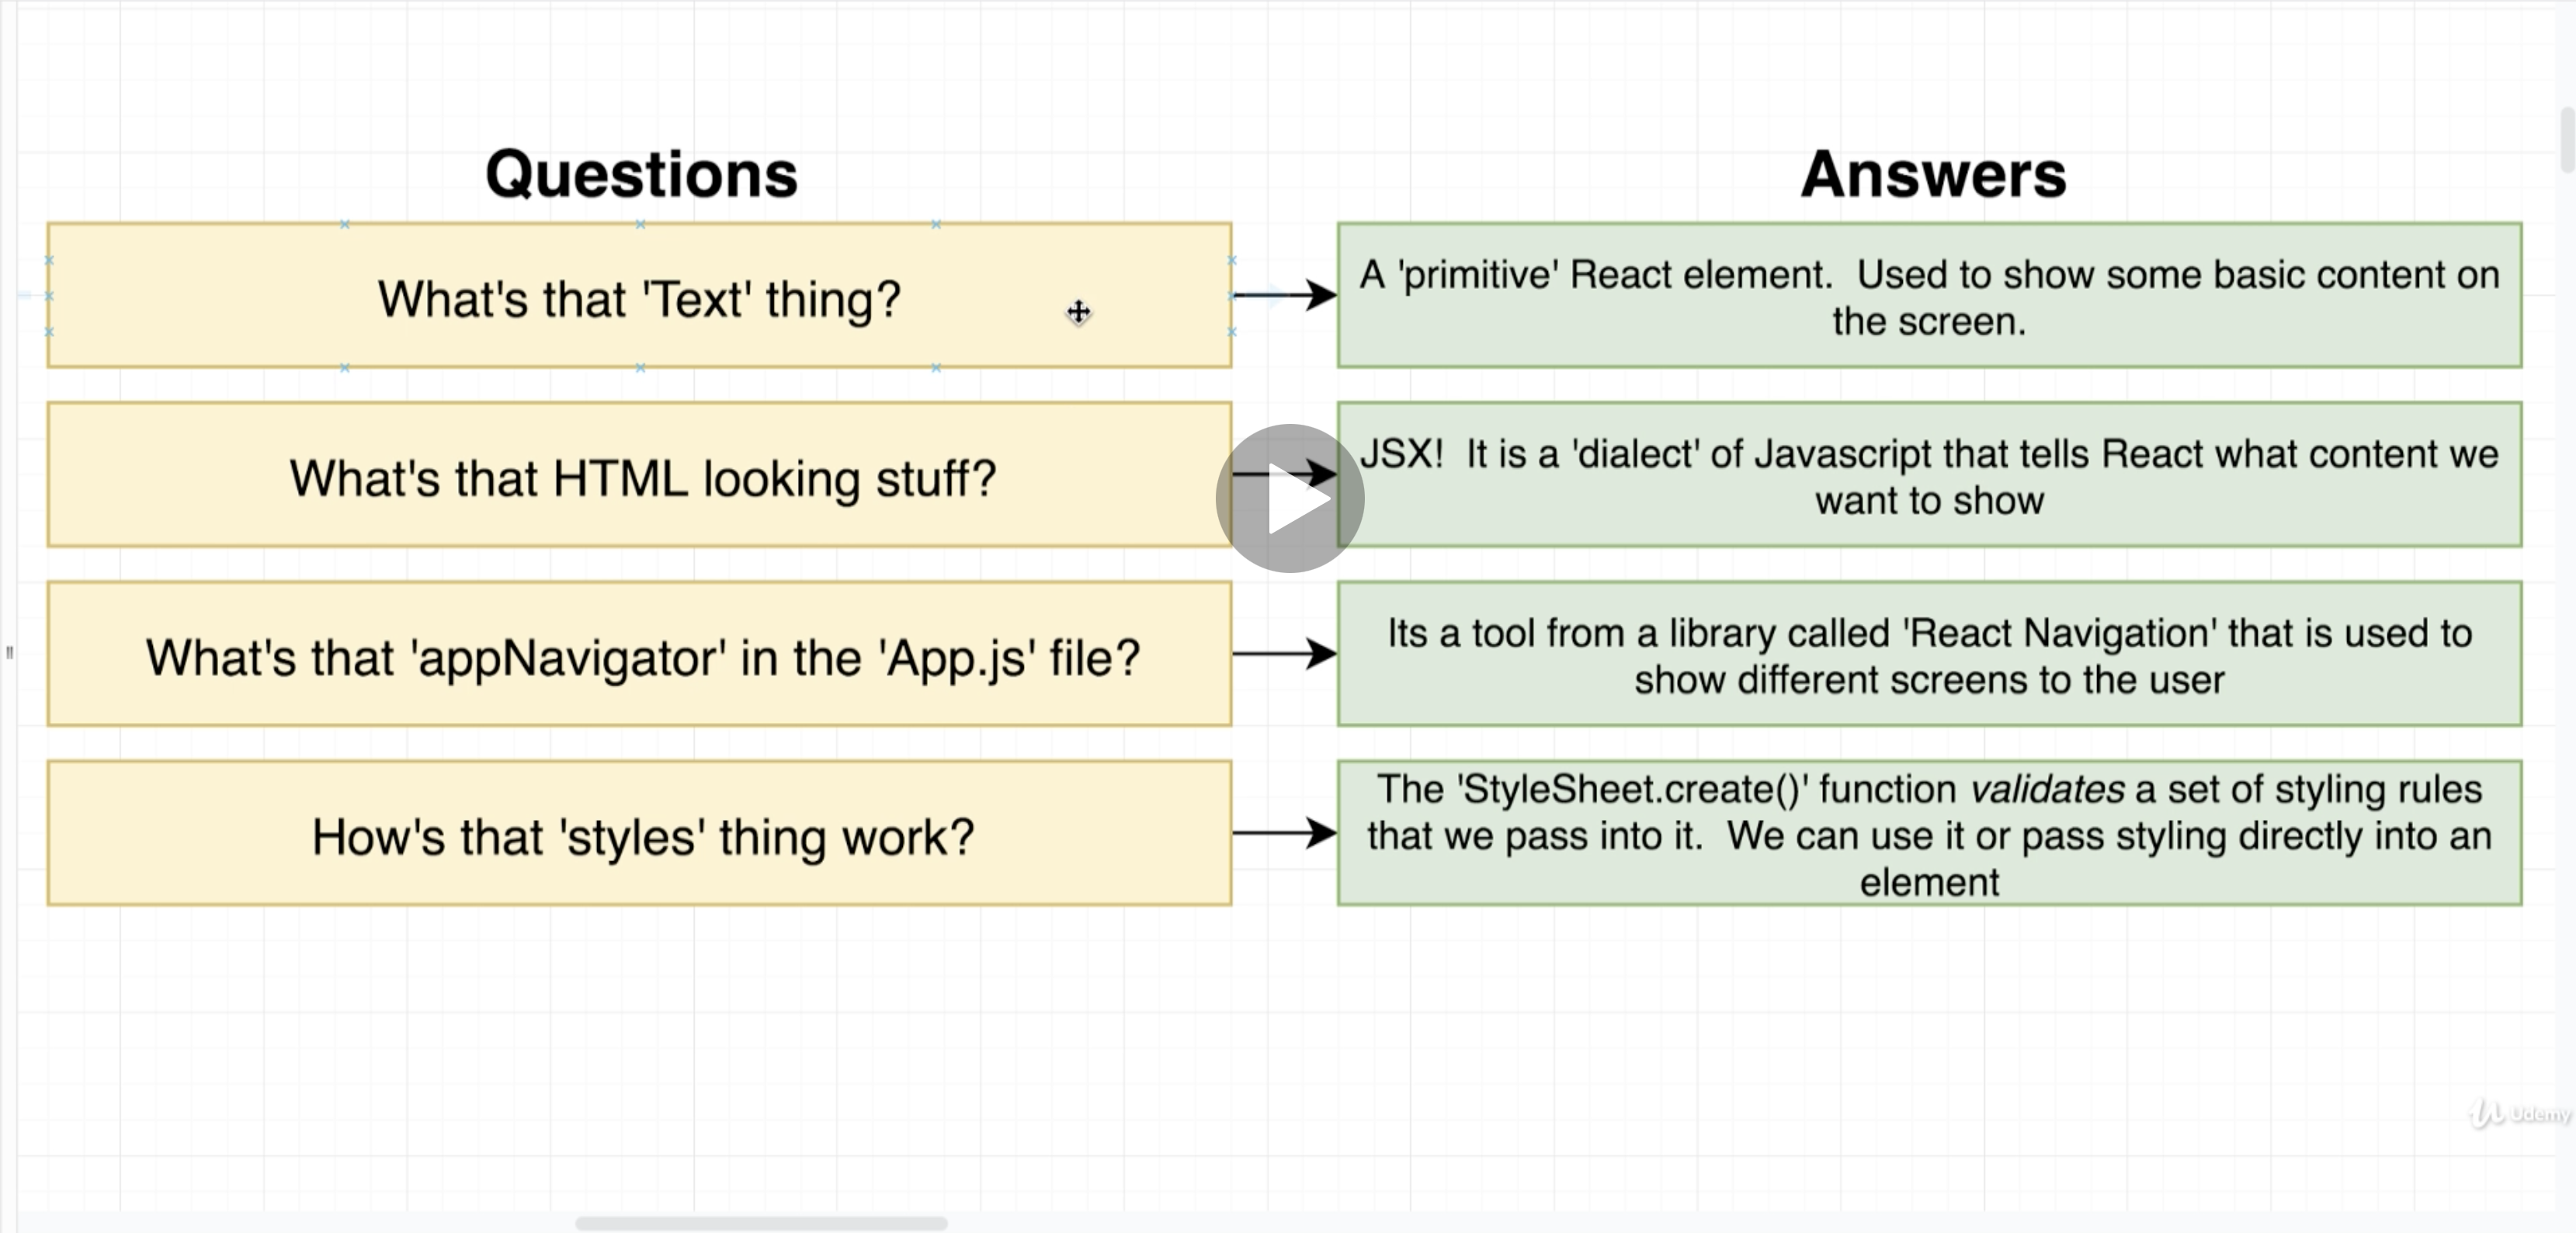 Questions
Answers
What's that 'Text' thing?
A 'primitive' React element.  Used to show some basic content on
the screen.
What's that HTML looking stuff?
JSX!  It is a 'dialect' of Javascript that tells React what content we
want to show
What's that 'appNavigator' in the 'App.js' file?
Its a tool from a library called 'React Navigation' that is used to
show different screens to the user
How's that 'styles' thing work?
The 'StyleSheet.create()' function validates a set of styling rules
that we pass into it.  We can use it or pass styling directly into an
element
Udemy